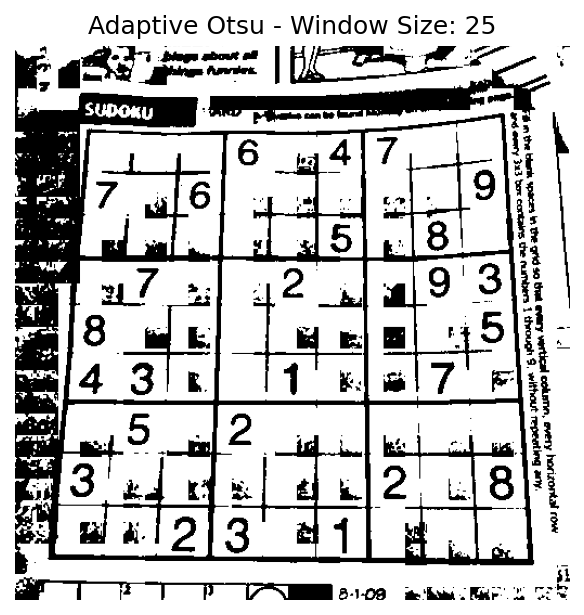 Adaptive Otsu - Window Size: 25
blogs about all
things funnies.
SUDOKU
can be found
6 4 7
7 6 9
5 8
7 2 9 3
8 5
4 3 1 7
5 2
3 2 8
2 3 1
Fill in the blank spaces in the grid so that every vertical column, every horizontal row
and every 3x3 box contains the numbers 1 through 9, without repeating any.
8-1-09